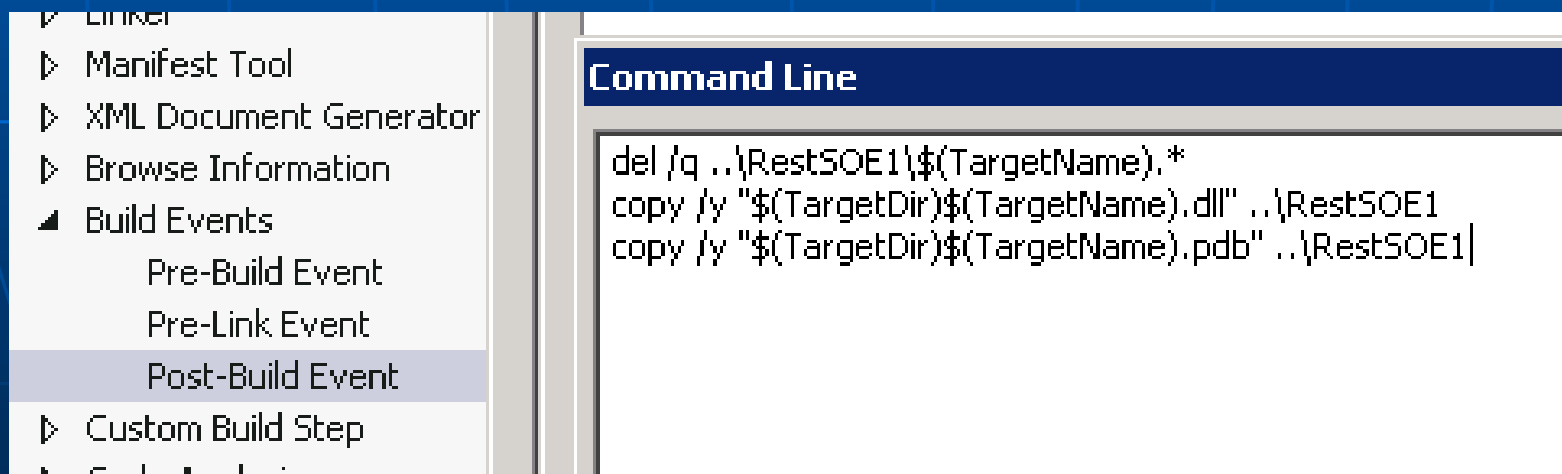 Linker
Manifest Tool
XML Document Generator
Browse Information
Build Events
Pre-Build Event
Pre-Link Event
Post-Build Event
Custom Build Step
Command Line
del /q ..\RestSOE1\$(TargetName).*
copy /y "$(TargetDir)$(TargetName).dll" ..\RestSOE1
copy /y "$(TargetDir)$(TargetName).pdb" ..\RestSOE1